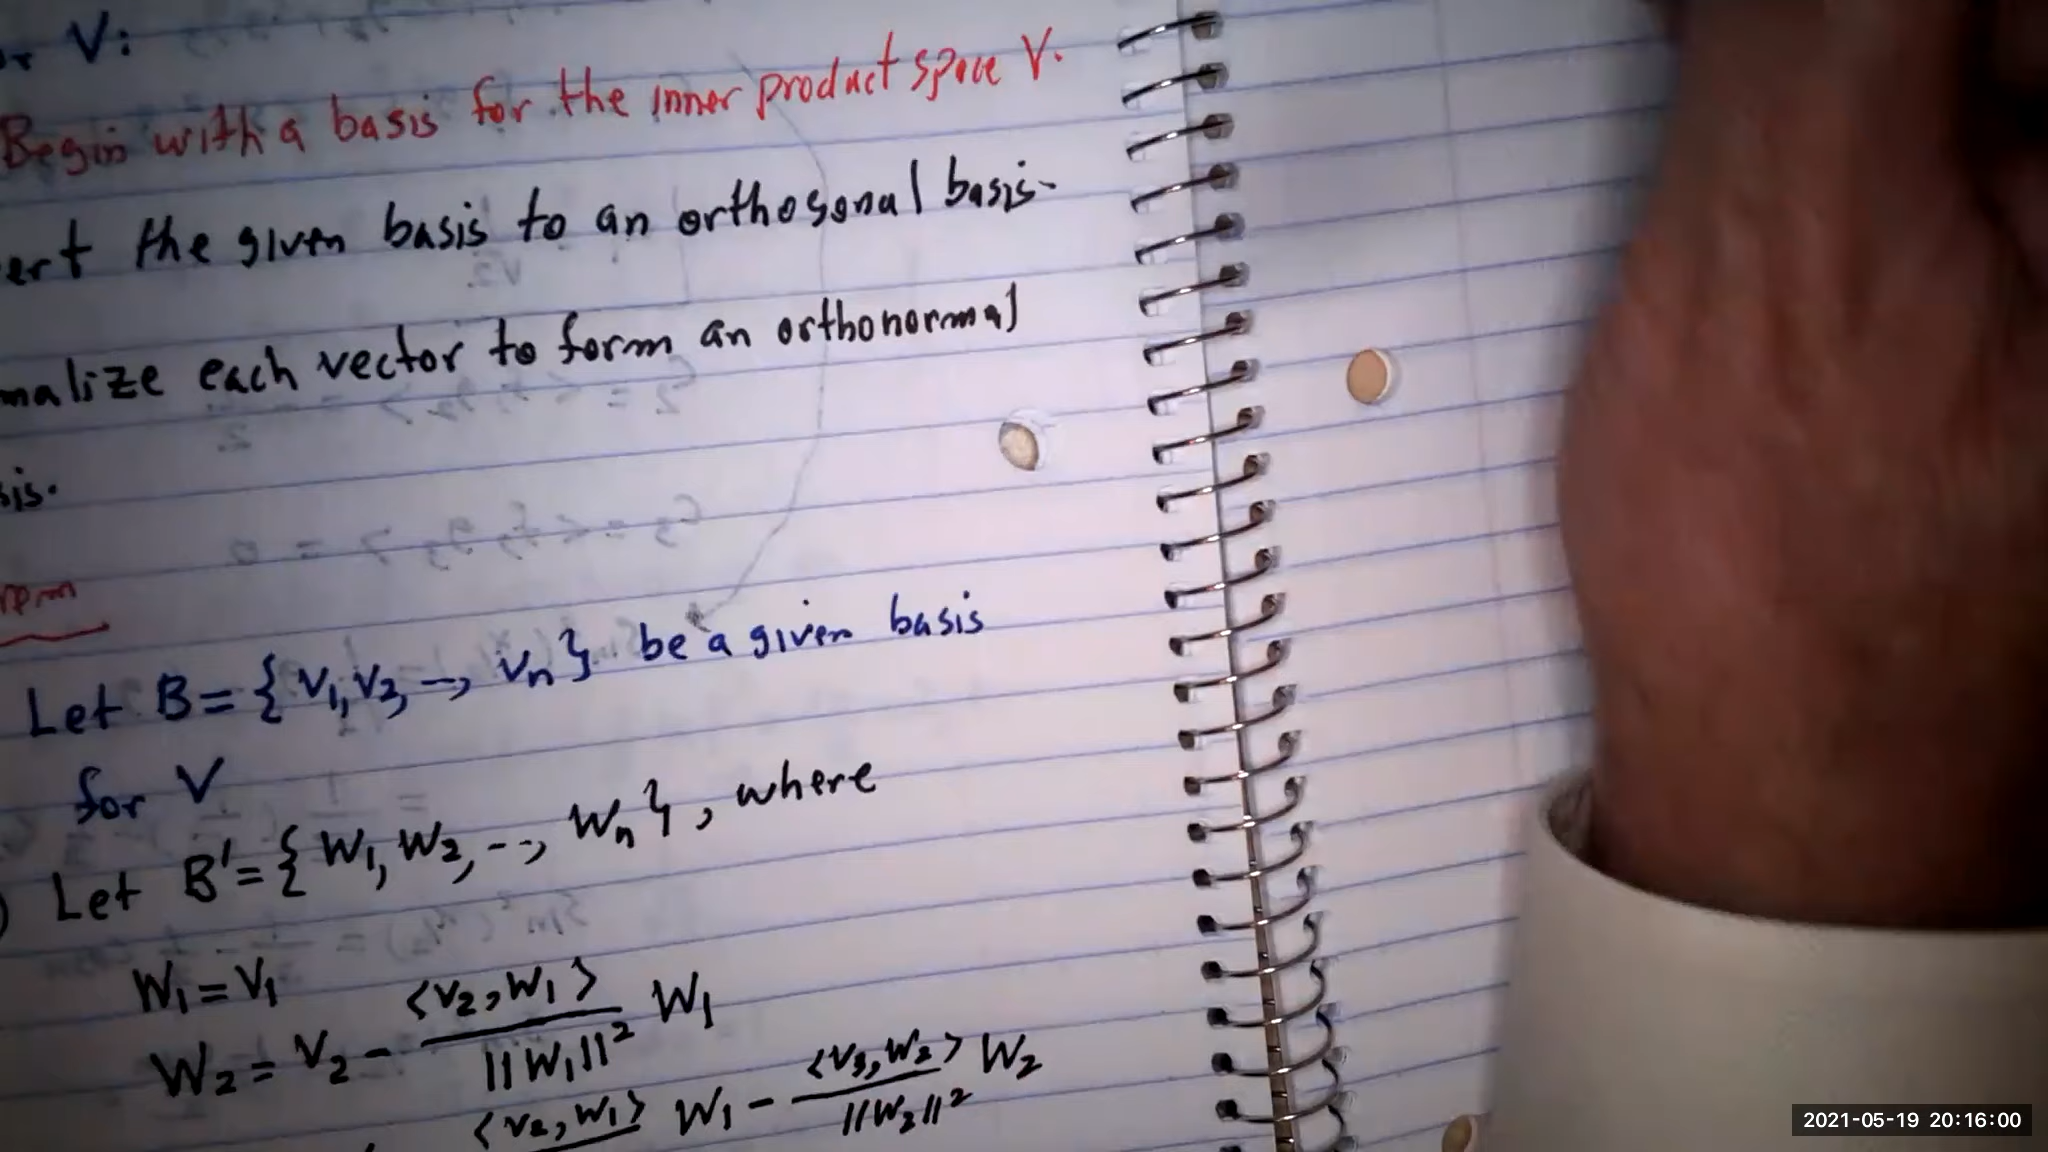 V:
Begin with a basis for the inner product space V.
ert the given basis to an orthogonal basis.
malize each vector to form an orthonormal
sis.
Let B = { v₁, v₂, --, vₙ } be a given basis
for V
) Let B' = { W₁, W₂, --, Wₙ }, where
W₁ = V₁
W₂ = V₂ - <v₂, W₁> / ||W₁||² W₁
<v₂, W₁> W₁ - <v₃, W₂> / ||W₂||² W₂
2021-05-19 20:16:00